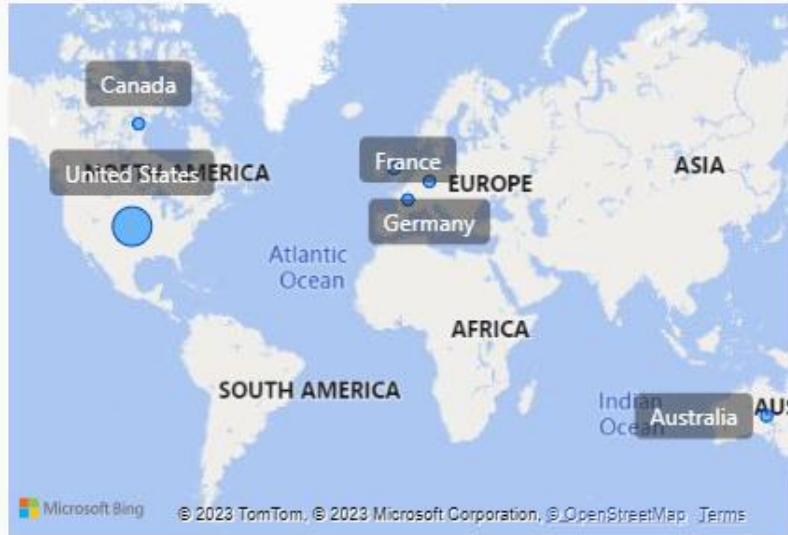 Canada
United States
NORTH AMERICA
France
EUROPE
ASIA
Germany
Atlantic
Ocean
AFRICA
SOUTH AMERICA
Indian
Ocean
Australia
AUS
Microsoft Bing
© 2023 TomTom, © 2023 Microsoft Corporation, © OpenStreetMap Terms